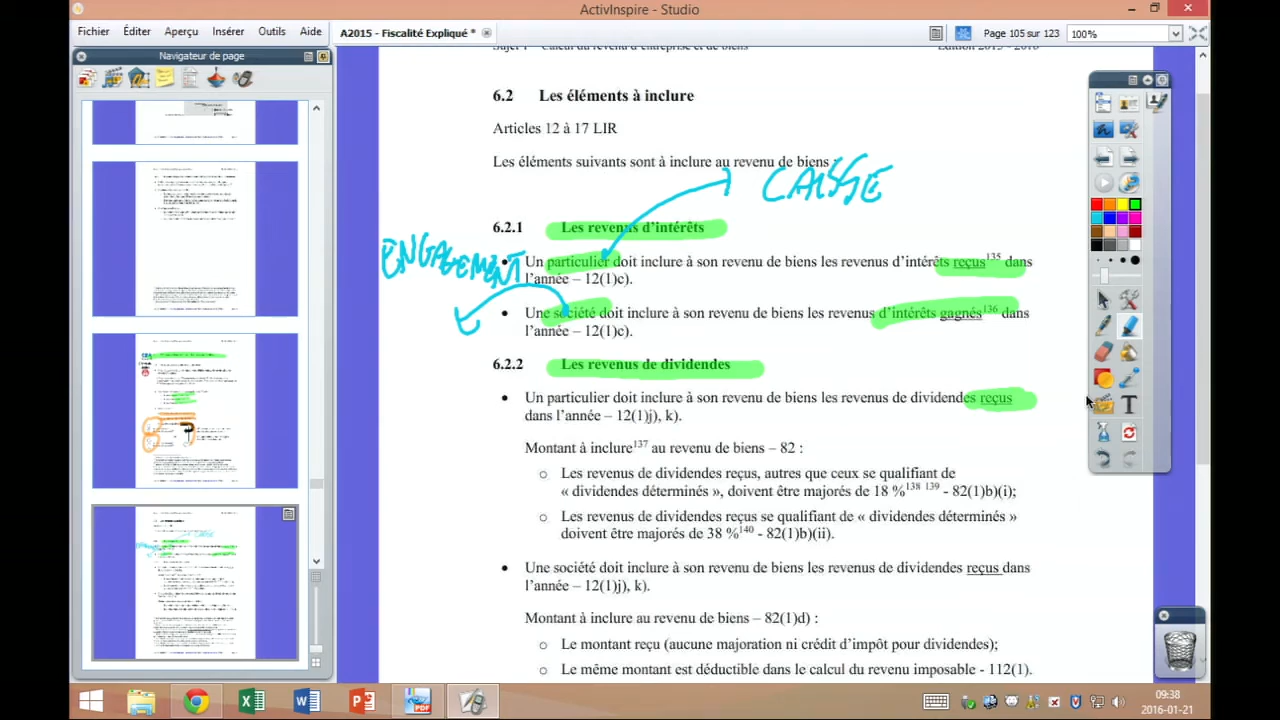 ActivInspire - Studio
Fichier Éditer Aperçu Insérer Outils Aide
A2015 - Fiscalité Expliqué *
Page 105 sur 123
100%
Navigateur de page
6.2 Les éléments à inclure
Articles 12 à 17 LIR
Les éléments suivants sont à inclure au revenu de biens :
CAISSE
6.2.1 Les revenus d'intérêts
ENGAGEMENT
• Un particulier doit inclure à son revenu de biens les revenus d'intérêts reçus135 dans
l'année – 12(1)c).
• Une société doit inclure à son revenu de biens les revenus d'intérêts gagnés136 dans
l'année – 12(1)c).
6.2.2 Les revenus de dividendes
• Un particulier doit inclure à son revenu de biens les revenus de dividendes reçus
dans l'année – 12(1)j), k).
Montant à inclure137 au revenu de biens – 82 :
o Les revenus de dividendes reçus, autres que ceux se qualifiant de
« dividendes déterminés », doivent être majorés de 18 %138 139 - 82(1)b)(i);
o Les revenus de dividendes reçus se qualifiant de « dividendes déterminés »
doivent être majorés de 38 %140 - 82(1)b)(ii).
• Une société doit inclure à son revenu de biens les revenus de dividendes reçus dans
l'année – 12(1)j), k).
Montant à inclure au revenu de biens – 82(1)d) :
o Le montant reçu (aucune majoration ni crédit d'impôt pour dividendes);
o Le même montant est déductible dans le calcul du revenu imposable - 112(1).
09:38
2016-01-21